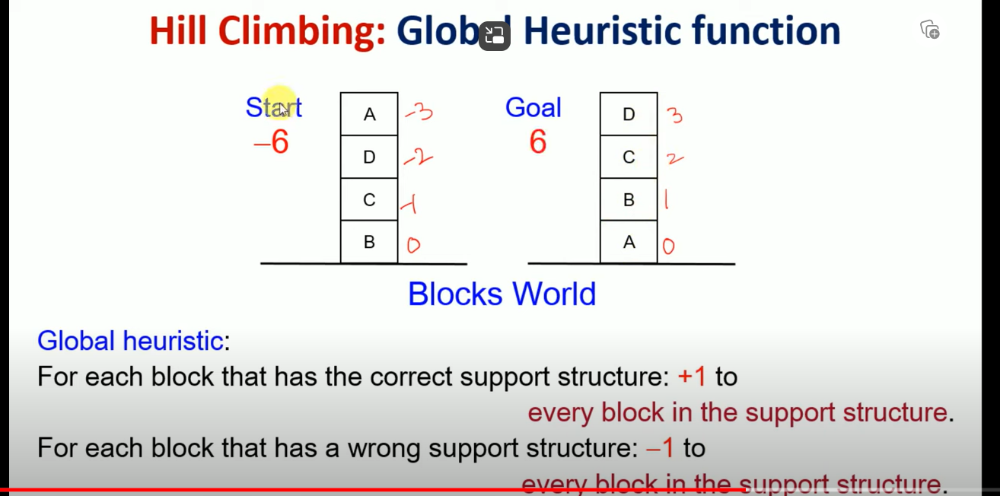 Hill Climbing: Global Heuristic function
Start
–6
A -3
D -2
C -1
B 0
Goal
6
D 3
C 2
B 1
A 0
Blocks World
Global heuristic:
For each block that has the correct support structure: +1 to
every block in the support structure.
For each block that has a wrong support structure: –1 to
every block in the support structure.